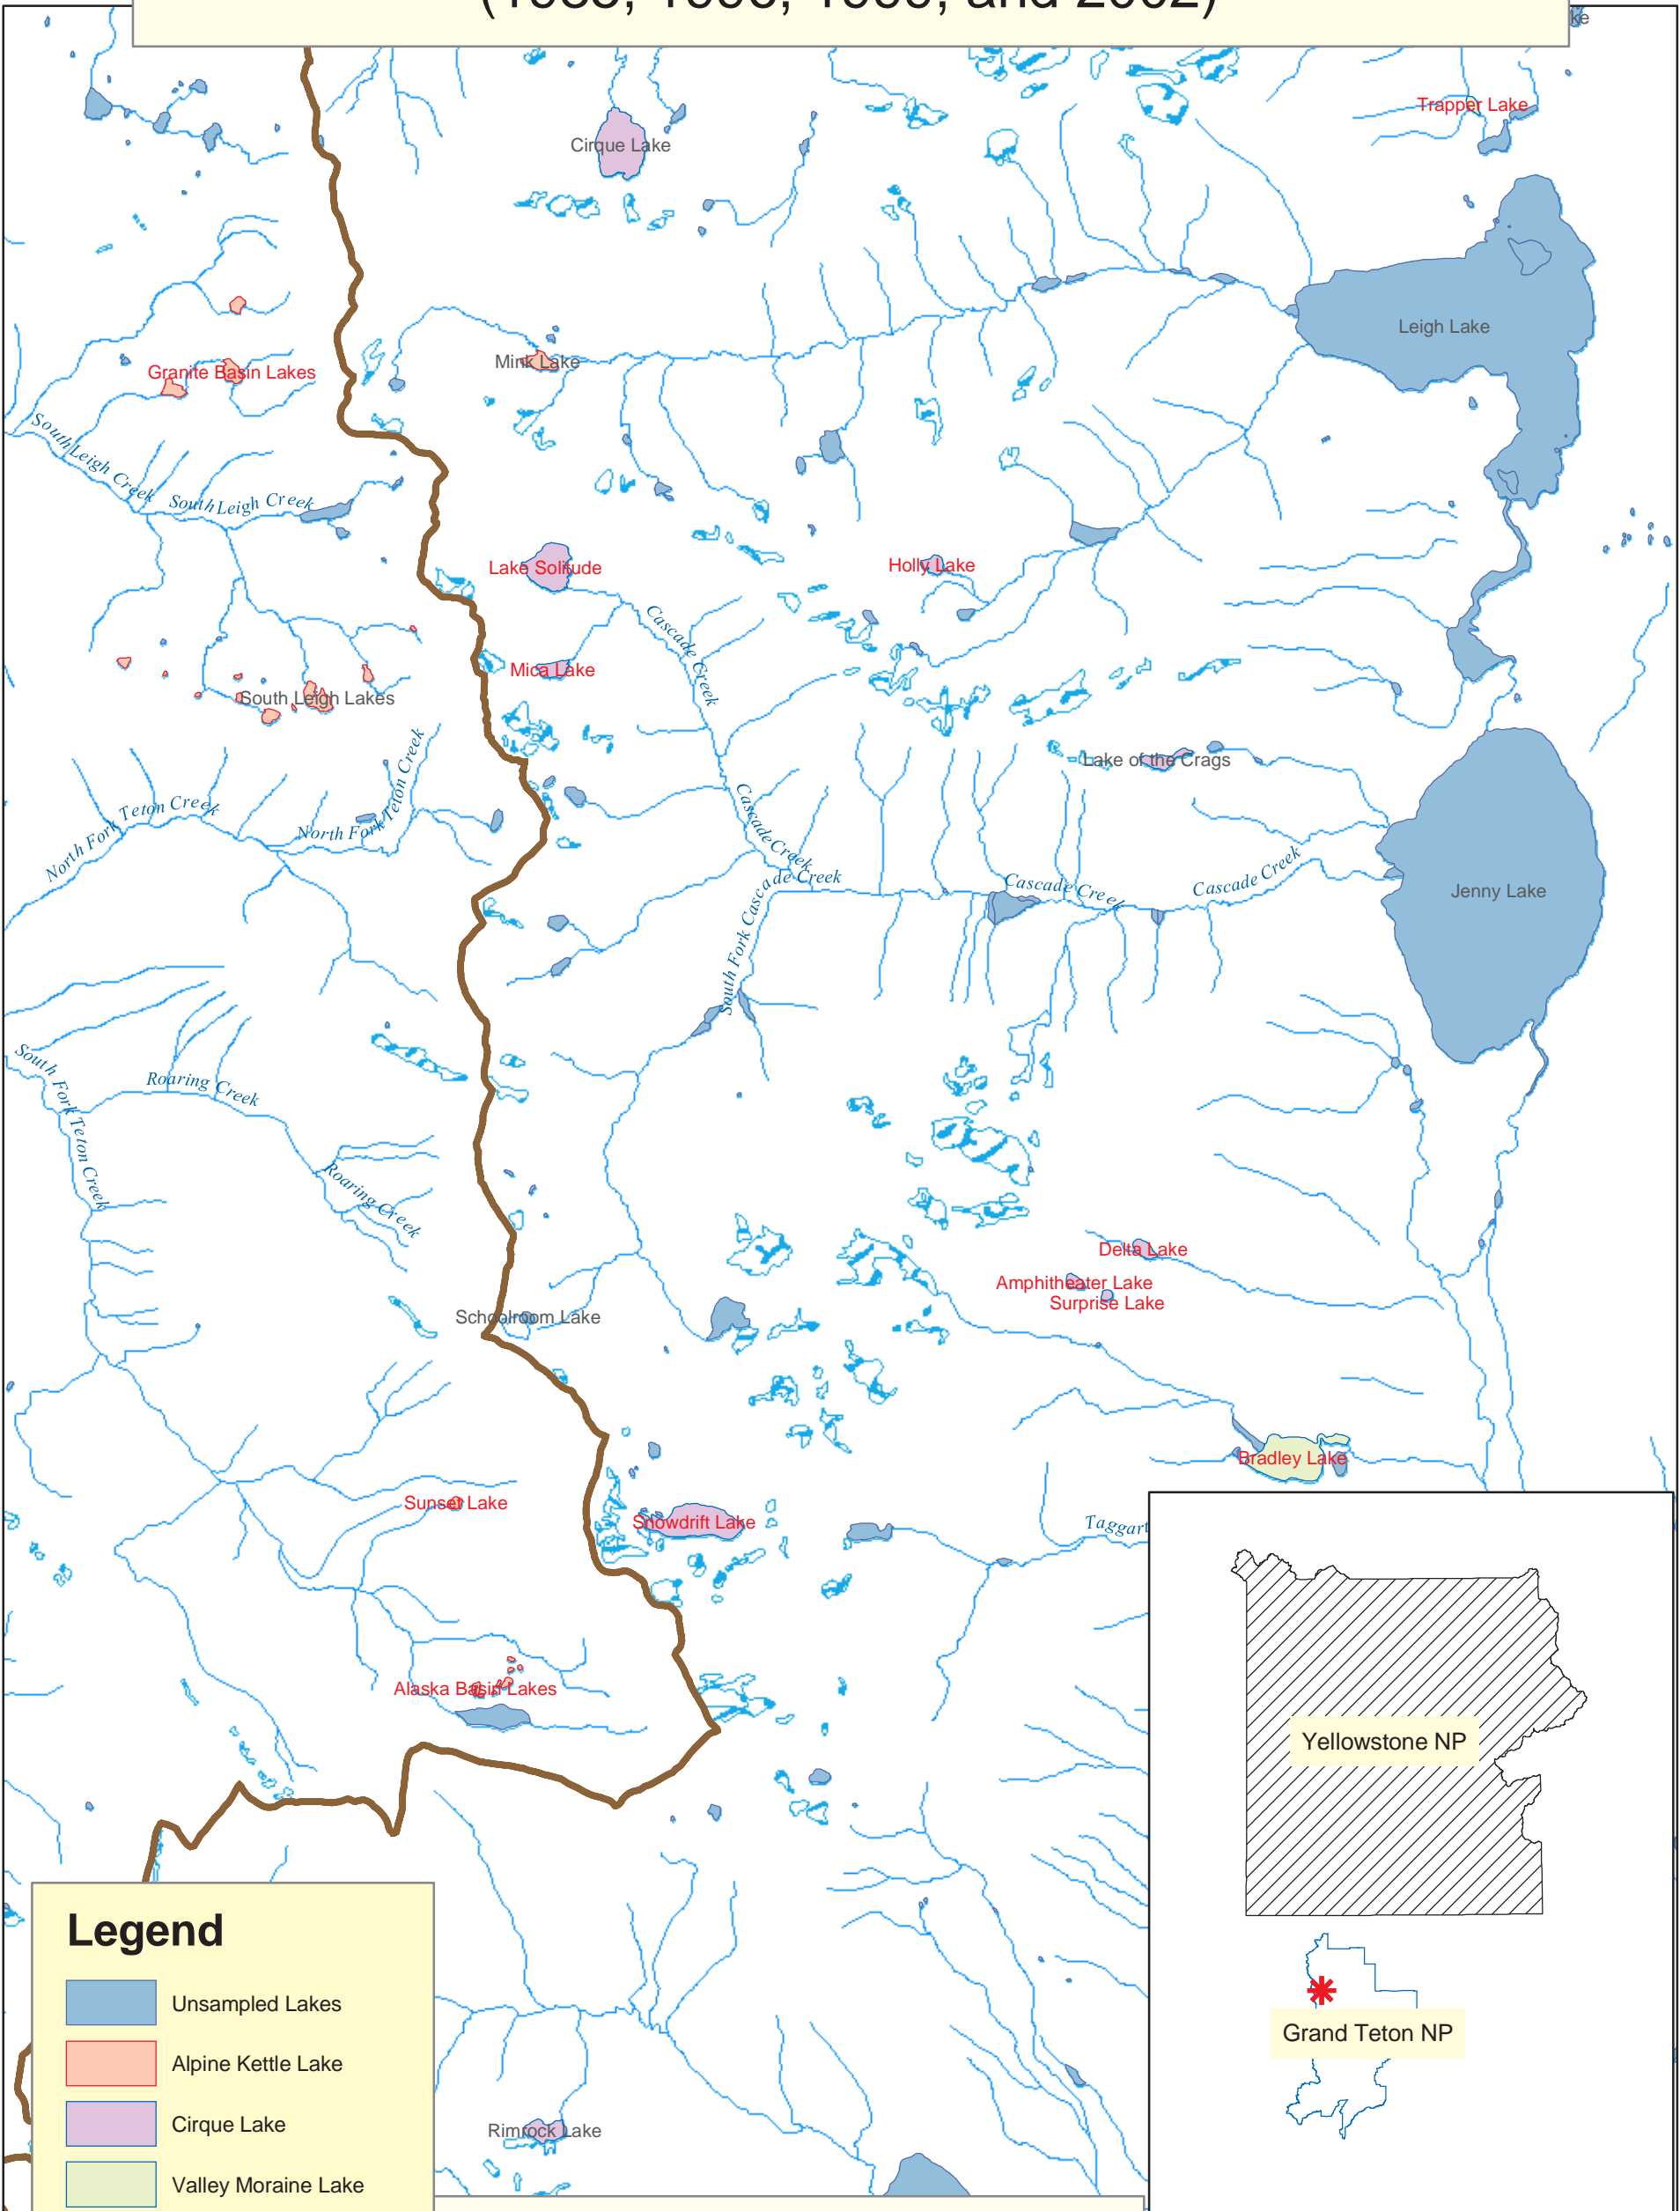 ke
Trapper Lake
Cirque Lake
Leigh Lake
Mink Lake
Granite Basin Lakes
South Leigh Creek
South Leigh Creek
Lake Solitude
Holly Lake
Cascade Creek
Mica Lake
South Leigh Lakes
Lake of the Crags
North Fork Teton Creek
North Fork Teton Creek
Cascade Creek
South Fork Cascade Creek
Cascade Creek
Cascade Creek
Jenny Lake
South Fork Teton Creek
Roaring Creek
Roaring Creek
Delta Lake
Amphitheater Lake
Surprise Lake
Schoolroom Lake
Bradley Lake
Sunset Lake
Snowdrift Lake
Taggart
Alaska Basin Lakes
Yellowstone NP
Grand Teton NP
Rimrock Lake
Legend
Unsampled Lakes
Alpine Kettle Lake
Cirque Lake
Valley Moraine Lake